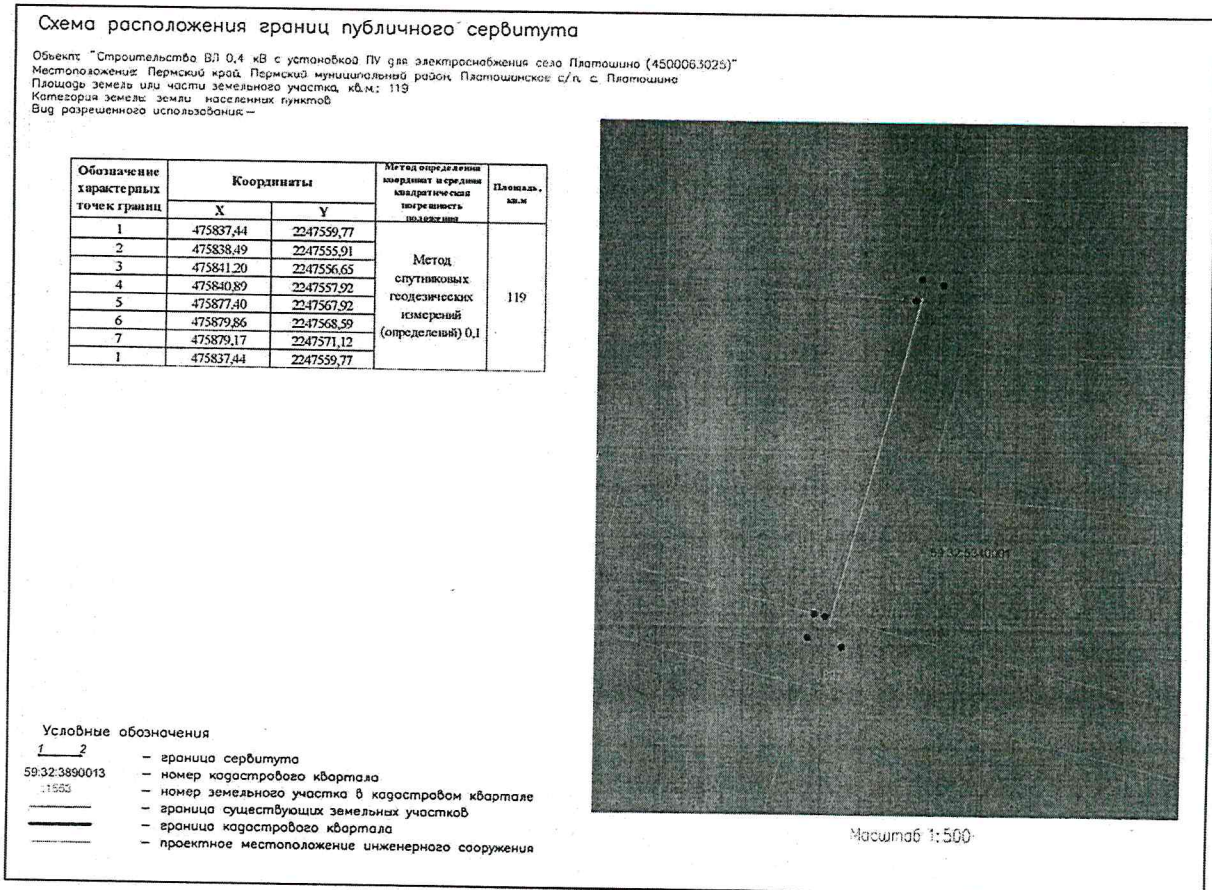 Схема расположения границ публичного сервитута
Объект: "Строительство ВЛ 0,4 кВ с установкой ПУ для электроснабжения село Платошино (4500063025)"
Местоположение: Пермский край, Пермский муниципальный район, Платошинское с/п, с. Платошино
Площадь земель или части земельного участка, кв.м.: 119
Категория земель: земли населенных пунктов
Вид разрешенного использования: –
Обозначение характерных точек границ
Координаты
Метод определения координат и средняя квадратическая погрешность положения
Площадь, кв.м
X Y
1 475837,44 2247559,77
2 475838,49 2247555,91
3 475841,20 2247556,65
4 475840,89 2247557,92
5 475877,40 2247567,92
6 475879,86 2247568,59
7 475879,17 2247571,12
1 475837,44 2247559,77
Метод
спутниковых
геодезических
измерений
(определений) 0,1
119
59:32:5340001
Условные обозначения
1 2 – граница сервитута
59:32:3890013 – номер кадастрового квартала
:1553 – номер земельного участка в кадастровом квартале
– граница существующих земельных участков
– граница кадастрового квартала
– проектное местоположение инженерного сооружения
Масштаб 1:500